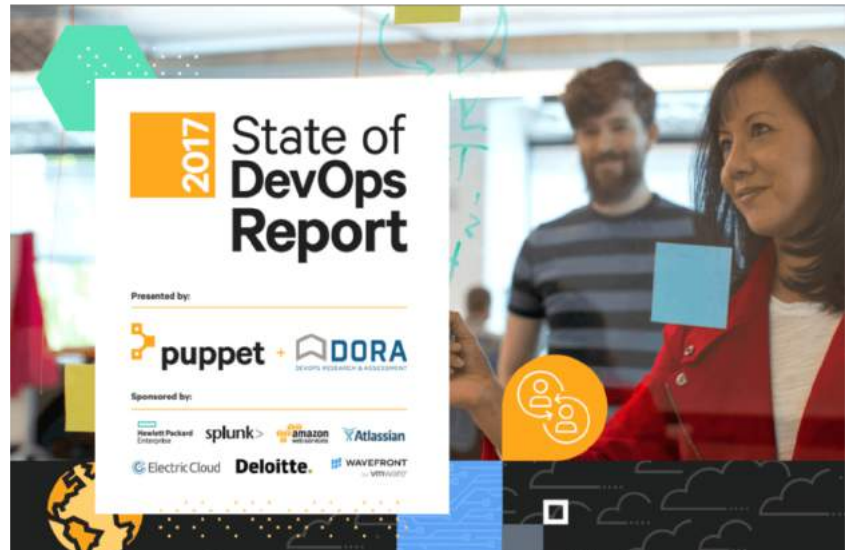 2017
State of
DevOps
Report
Presented by:
puppet + DORA
DEVOPS RESEARCH & ASSESSMENT
Sponsored by:
Hewlett Packard
Enterprise
splunk>
amazon
web services
Atlassian
Electric Cloud
Deloitte.
WAVEFRONT
by vmware